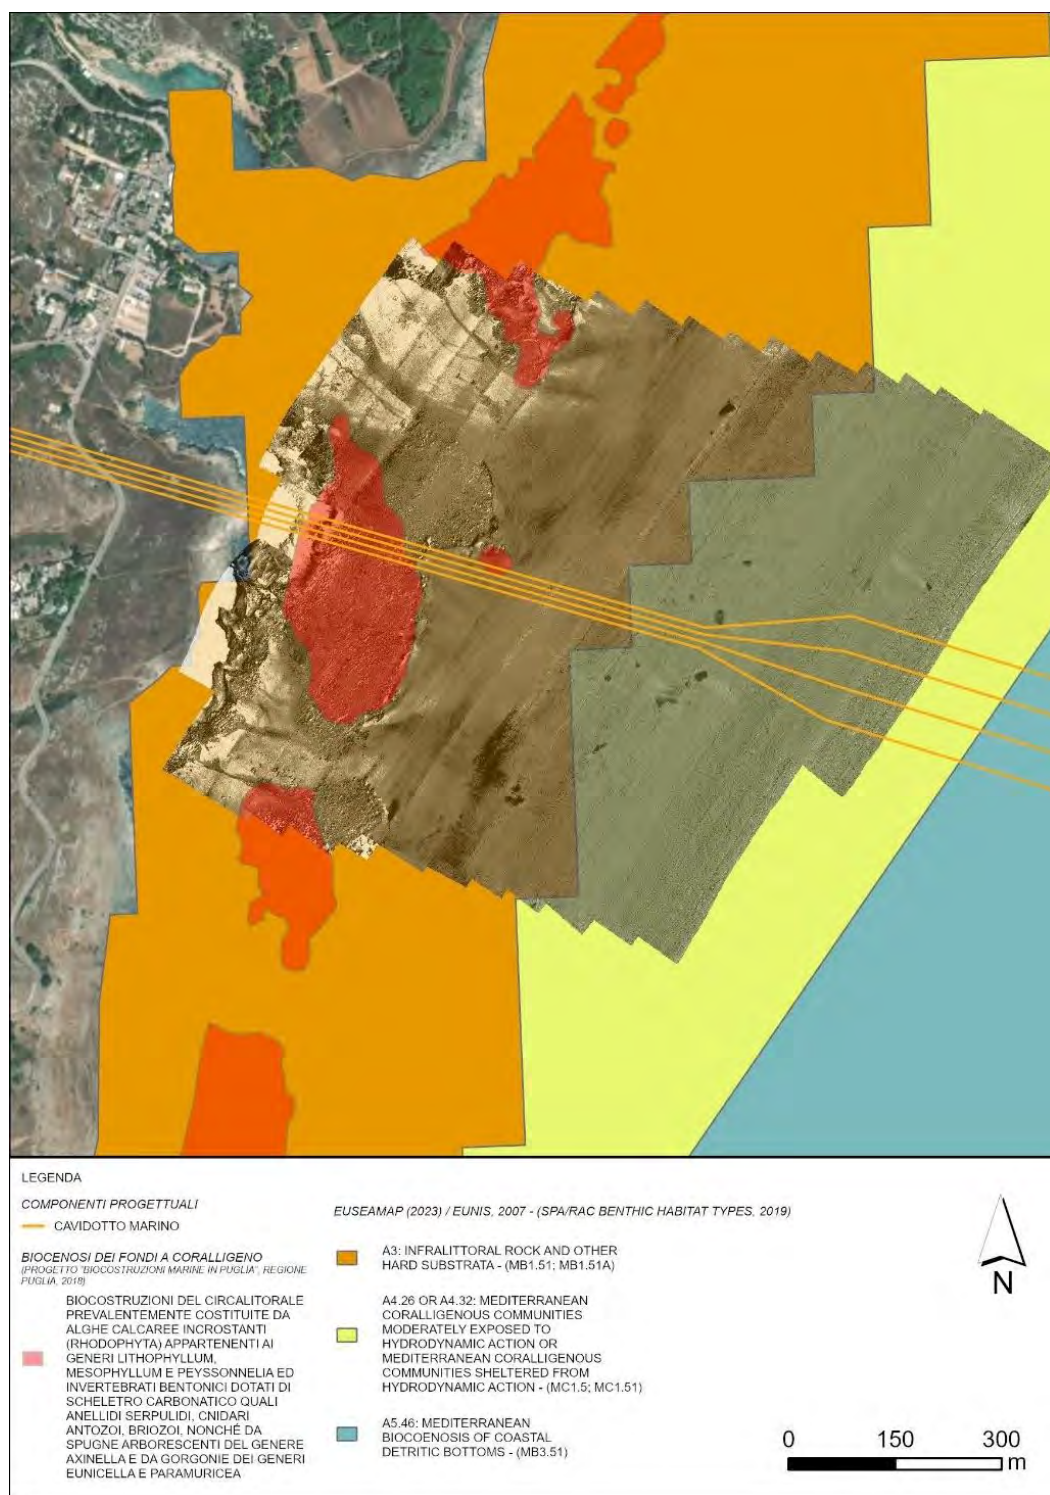 LEGENDA
COMPONENTI PROGETTUALI
CAVIDOTTO MARINO
BIOCENOSI DEI FONDI A CORALLIGENO
(PROGETTO "BIOCOSTRUZIONI MARINE IN PUGLIA", REGIONE
PUGLIA, 2018)
BIOCOSTRUZIONI DEL CIRCALITORALE
PREVALENTEMENTE COSTITUITE DA
ALGHE CALCAREE INCROSTANTI
(RHODOPHYTA) APPARTENENTI AI
GENERI LITHOPHYLLUM,
MESOPHYLLUM E PEYSSONNELIA ED
INVERTEBRATI BENTONICI DOTATI DI
SCHELETRO CARBONATICO QUALI
ANELLIDI SERPULIDI, CNIDARI
ANTOZOI, BRIOZOI, NONCHÉ DA
SPUGNE ARBORESCENTI DEL GENERE
AXINELLA E DA GORGONIE DEI GENERI
EUNICELLA E PARAMURICEA
EUSEAMAP (2023) / EUNIS, 2007 - (SPA/RAC BENTHIC HABITAT TYPES, 2019)
A3: INFRALITTORAL ROCK AND OTHER
HARD SUBSTRATA - (MB1.51; MB1.51A)
A4.26 OR A4.32: MEDITERRANEAN
CORALLIGENOUS COMMUNITIES
MODERATELY EXPOSED TO
HYDRODYNAMIC ACTION OR
MEDITERRANEAN CORALLIGENOUS
COMMUNITIES SHELTERED FROM
HYDRODYNAMIC ACTION - (MC1.5; MC1.51)
A5.46: MEDITERRANEAN
BIOCOENOSIS OF COASTAL
DETRITIC BOTTOMS - (MB3.51)
N
0 150 300
m